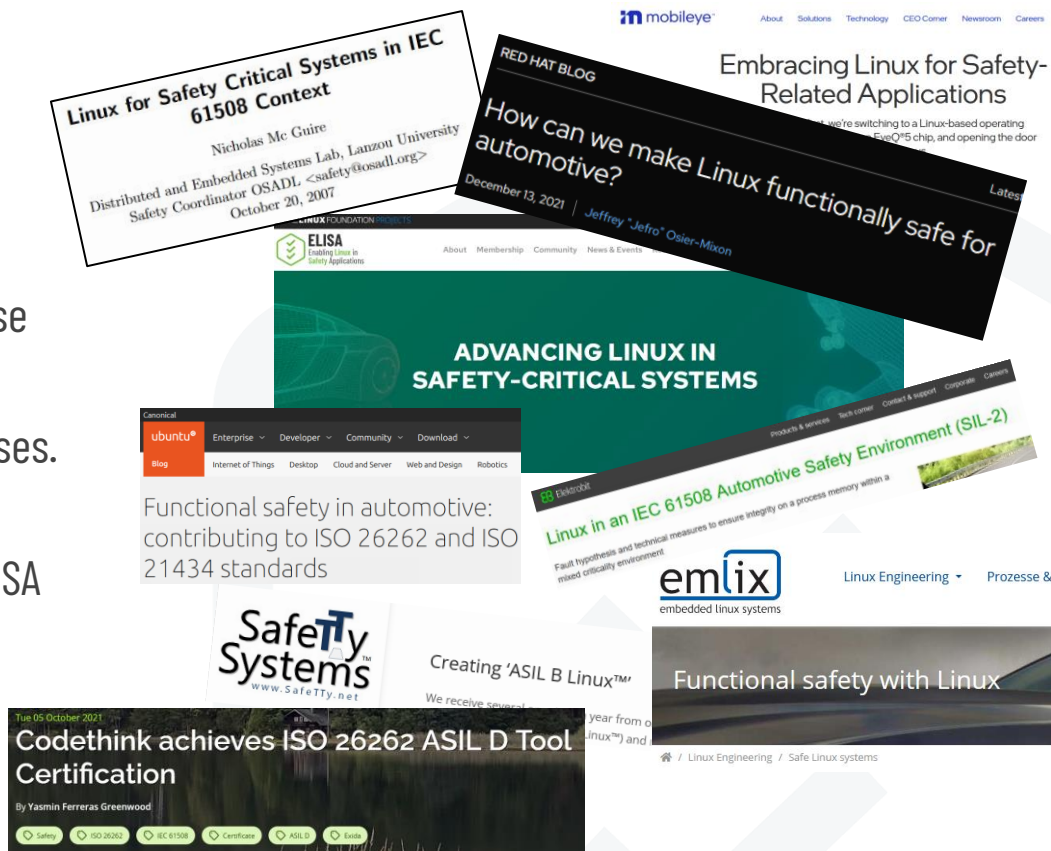 mobileye™
About Solutions Technology CEO Corner Newsroom Careers
Embracing Linux for Safety-
Related Applications
we're switching to a Linux-based operating
EyeQ®5 chip, and opening the door
Linux for Safety Critical Systems in IEC
61508 Context
Nicholas Mc Guire
Distributed and Embedded Systems Lab, Lanzou University
Safety Coordinator OSADL <safety@osadl.org>
October 20, 2007
RED HAT BLOG
Latest
How can we make Linux functionally safe for
automotive?
December 13, 2021 | Jeffrey "Jefro" Osier-Mixon
LINUX FOUNDATION PROJECTS
ELISA
Enabling Linux in
Safety Applications
About Membership Community News & Events
ADVANCING LINUX IN
SAFETY-CRITICAL SYSTEMS
se
ses.
SA
Canonical
ubuntu®
Enterprise Developer Community Download
Blog
Internet of Things Desktop Cloud and Server Web and Design Robotics
Functional safety in automotive:
contributing to ISO 26262 and ISO
21434 standards
Products & services Tech corner Contact & support Corporate Careers
EB Elektrobit
Linux in an IEC 61508 Automotive Safety Environment (SIL-2)
Fault hypothesis and technical measures to ensure integrity on a process memory within a
mixed criticality environment
emlix
embedded linux systems
Linux Engineering Prozesse &
Functional safety with Linux
/ Linux Engineering / Safe Linux systems
SafeTTy
Systems™
www.SafeTTy.net
Creating 'ASIL B Linux™'
We receive several
year from o
Linux™) and
Tue 05 October 2021
Codethink achieves ISO 26262 ASIL D Tool
Certification
By Yasmin Ferreras Greenwood
Safety ISO 26262 IEC 61508 Certificate ASIL D Exida